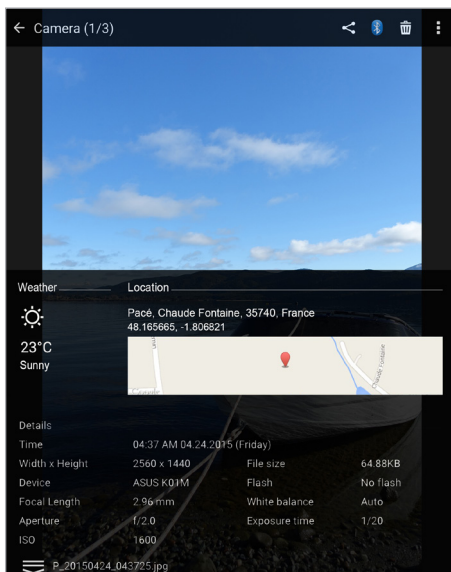 Camera (1/3)
Weather
Location
23°C
Sunny
Pacé, Chaude Fontaine, 35740, France
48.165665, -1.806821
Chaude Fontaine
Details
Time 04:37 AM 04.24.2015 (Friday)
Width x Height 2560 x 1440 File size 64.88KB
Device ASUS K01M Flash No flash
Focal Length 2.96 mm White balance Auto
Aperture f/2.0 Exposure time 1/20
ISO 1600
P_20150424_043725.jpg